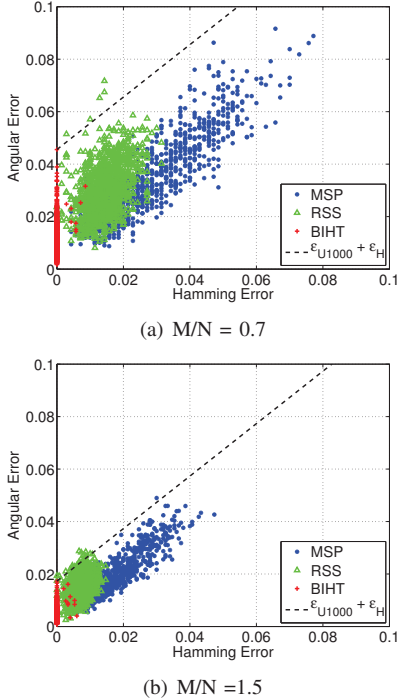 0.1
0.08
0.06
0.04
0.02
0
Angular Error
MSP
RSS
BIHT
ε_U1000 + ε_H
0 0.02 0.04 0.06 0.08 0.1
Hamming Error
(a) M/N = 0.7
0.1
0.08
0.06
0.04
0.02
0
Angular Error
MSP
RSS
BIHT
ε_U1000 + ε_H
0 0.02 0.04 0.06 0.08 0.1
Hamming Error
(b) M/N =1.5